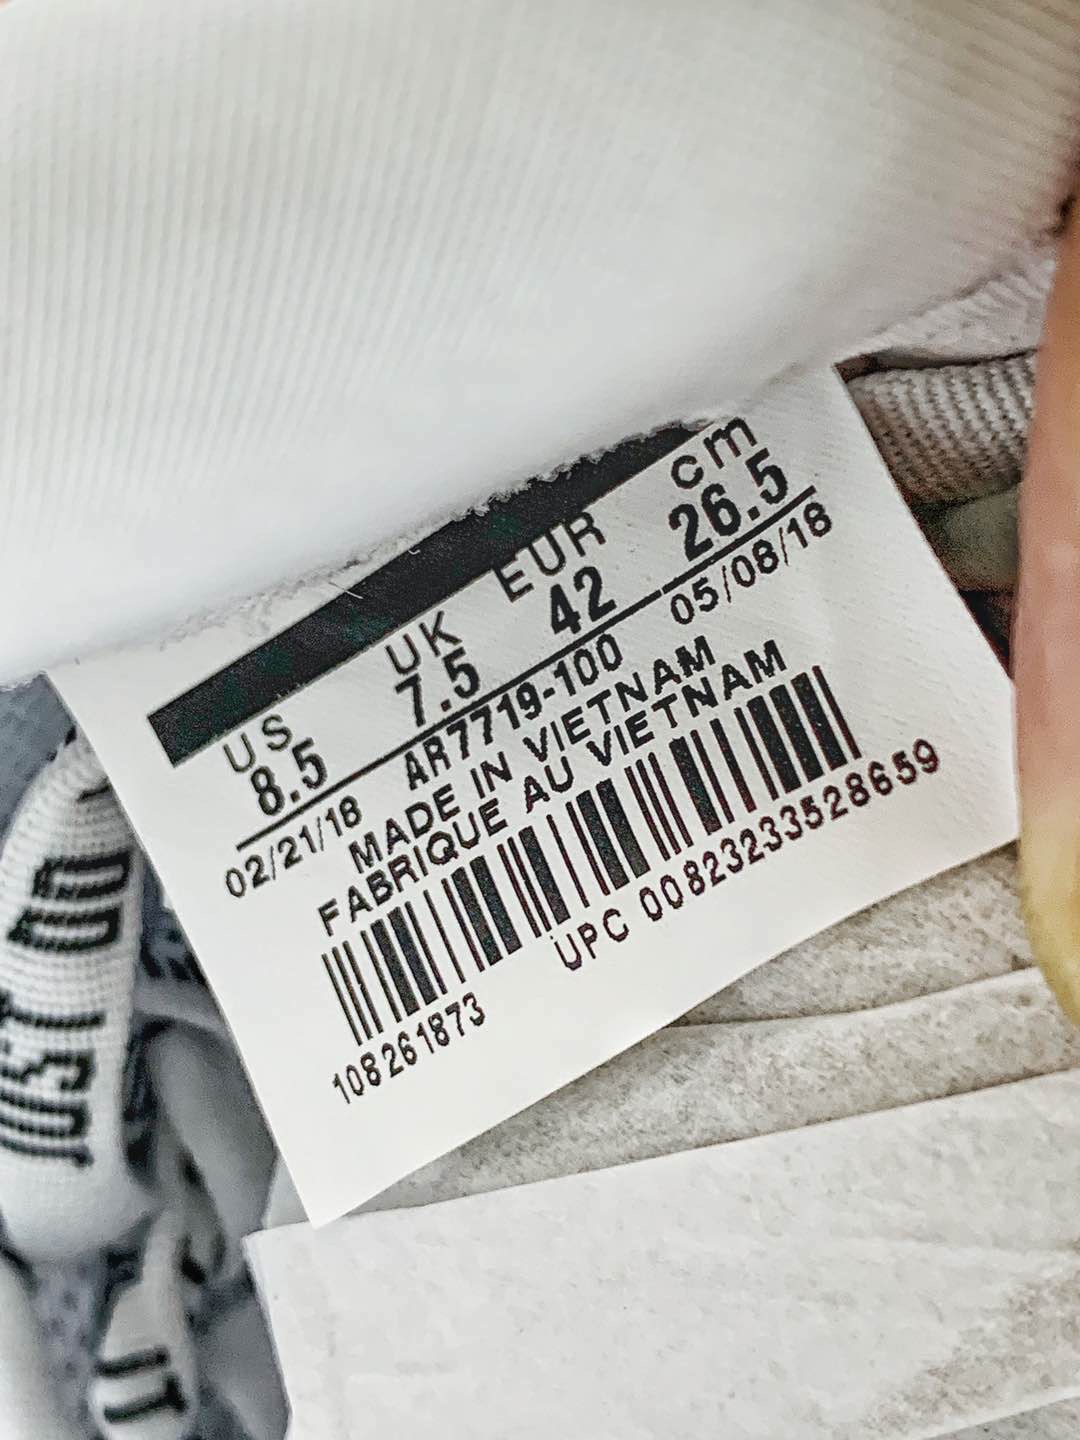 US UK EUR cm
8.5 7.5 42 26.5
02/21/18 AR7719-100 05/08/18
MADE IN VIETNAM
FABRIQUE AU VIETNAM
108261873 UPC 00823233528659
JUST DO
IT